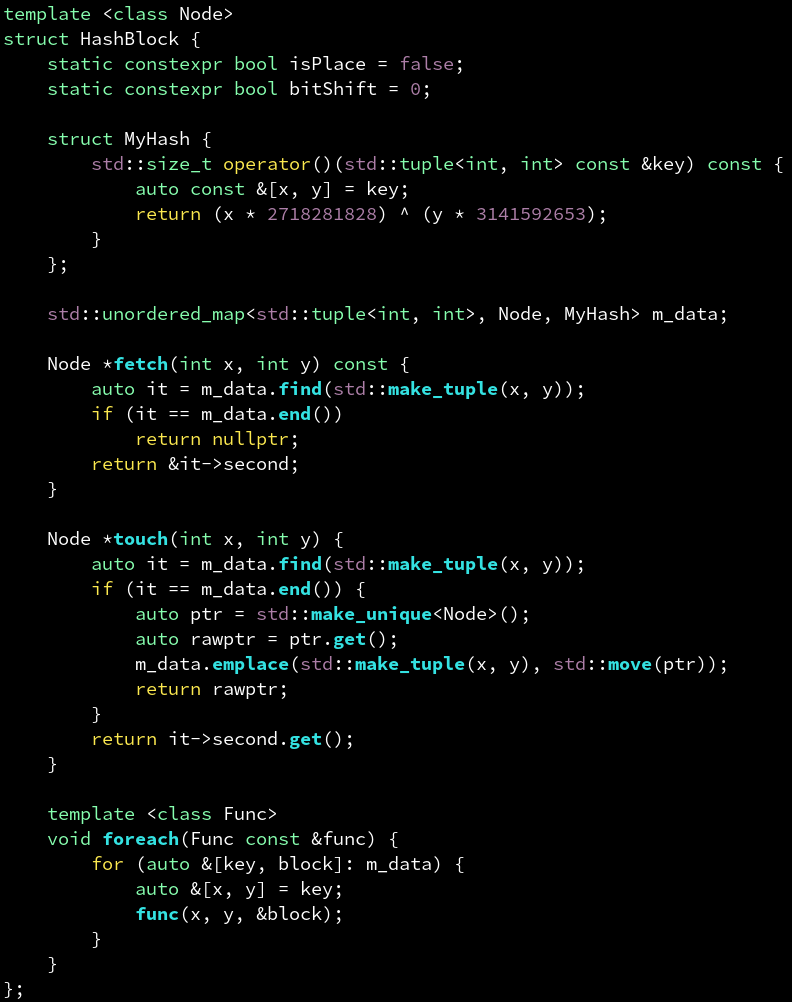 template <class Node>
struct HashBlock {
    static constexpr bool isPlace = false;
    static constexpr bool bitShift = 0;

    struct MyHash {
        std::size_t operator()(std::tuple<int, int> const &key) const {
            auto const &[x, y] = key;
            return (x * 2718281828) ^ (y * 3141592653);
        }
    };

    std::unordered_map<std::tuple<int, int>, Node, MyHash> m_data;

    Node *fetch(int x, int y) const {
        auto it = m_data.find(std::make_tuple(x, y));
        if (it == m_data.end())
            return nullptr;
        return &it->second;
    }

    Node *touch(int x, int y) {
        auto it = m_data.find(std::make_tuple(x, y));
        if (it == m_data.end()) {
            auto ptr = std::make_unique<Node>();
            auto rawptr = ptr.get();
            m_data.emplace(std::make_tuple(x, y), std::move(ptr));
            return rawptr;
        }
        return it->second.get();
    }

    template <class Func>
    void foreach(Func const &func) {
        for (auto &[key, block]: m_data) {
            auto &[x, y] = key;
            func(x, y, &block);
        }
    }
};